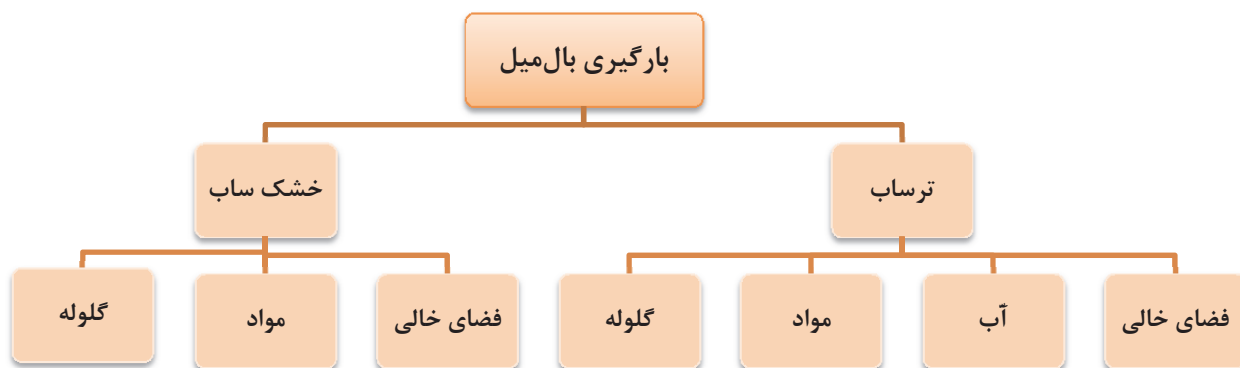 بارگیری بال‌میل
ترساب
خشک ساب
فضای خالی
آب
مواد
گلوله
فضای خالی
مواد
گلوله